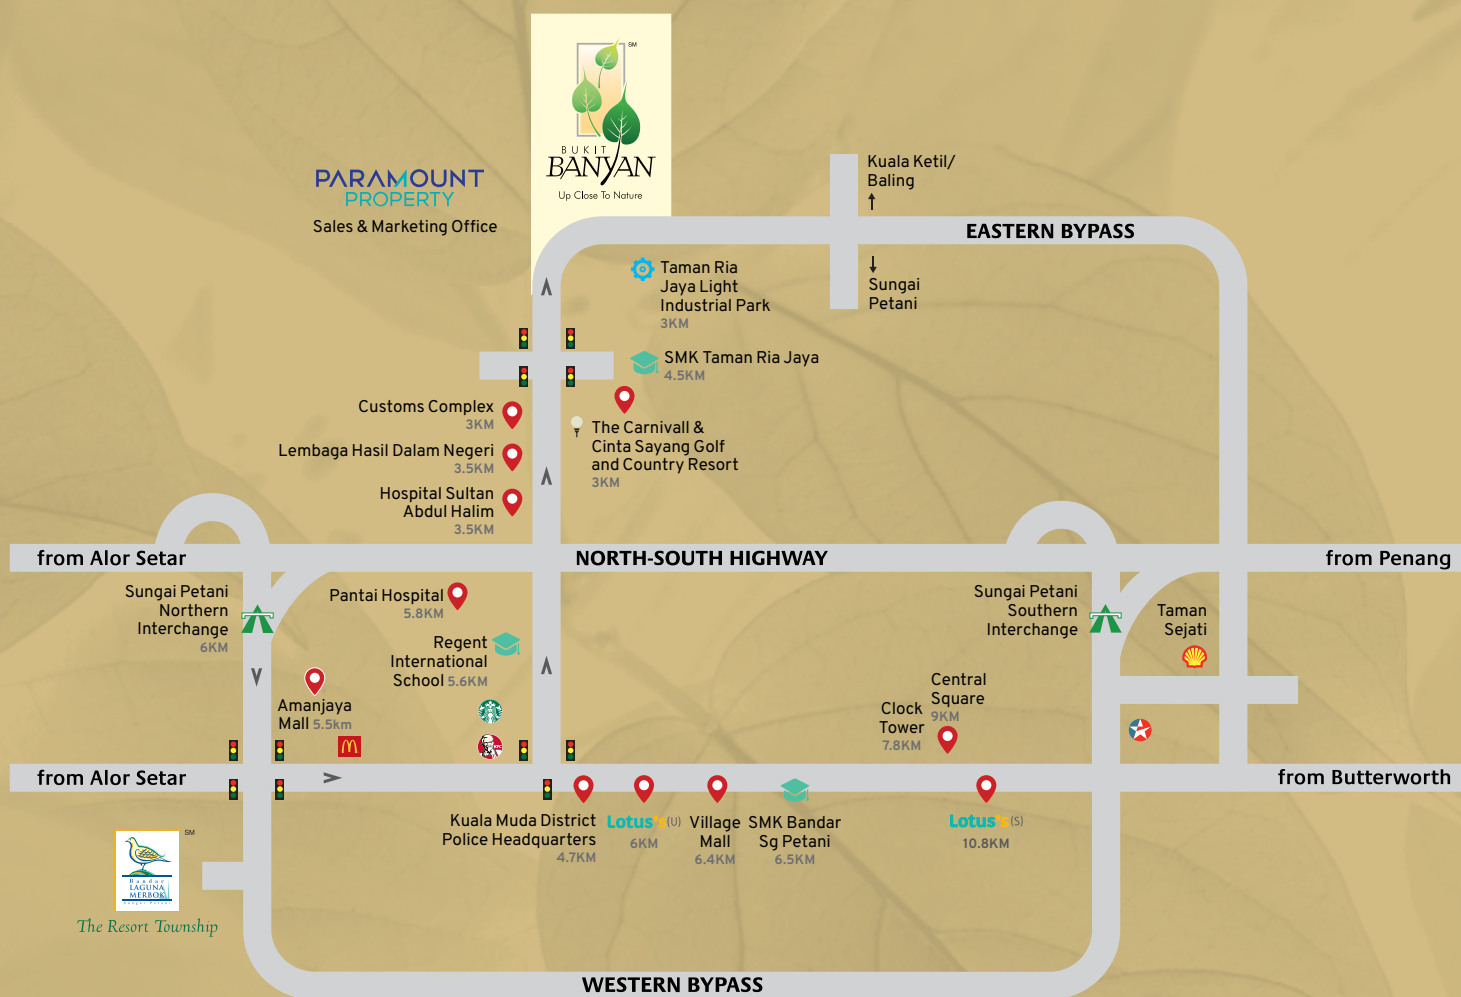 SM
BUKIT
BANYAN
Up Close To Nature
PARAMOUNT
PROPERTY
Sales & Marketing Office
Kuala Ketil/
Baling
EASTERN BYPASS
Sungai
Petani
Taman Ria
Jaya Light
Industrial Park
3KM
SMK Taman Ria Jaya
4.5KM
Customs Complex
3KM
The Carnivall &
Cinta Sayang Golf
and Country Resort
3KM
Lembaga Hasil Dalam Negeri
3.5KM
Hospital Sultan
Abdul Halim
3.5KM
from Alor Setar
NORTH-SOUTH HIGHWAY
from Penang
Sungai Petani
Northern
Interchange
6KM
Pantai Hospital
5.8KM
Regent
International
School 5.6KM
Sungai Petani
Southern
Interchange
Taman
Sejati
Amanjaya
Mall 5.5km
KFC
Central
Square
9KM
Clock
Tower
7.8KM
from Alor Setar
from Butterworth
Kuala Muda District
Police Headquarters
4.7KM
Lotus's(U)
6KM
Village
Mall
6.4KM
SMK Bandar
Sg Petani
6.5KM
Lotus's(S)
10.8KM
SM
Bandar
LAGUNA
MERBOK
Sungai Petani
The Resort Township
WESTERN BYPASS